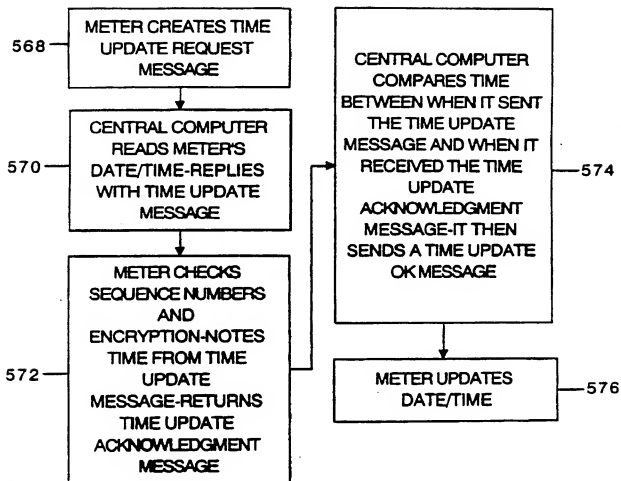 568
METER CREATES TIME
UPDATE REQUEST
MESSAGE
570
CENTRAL COMPUTER
READS METER'S
DATE/TIME-REPLIES
WITH TIME UPDATE
MESSAGE
572
METER CHECKS
SEQUENCE NUMBERS
AND
ENCRYPTION-NOTES
TIME FROM TIME
UPDATE
MESSAGE-RETURNS
TIME UPDATE
ACKNOWLEDGMENT
MESSAGE
CENTRAL COMPUTER
COMPARES TIME
BETWEEN WHEN IT SENT
THE TIME UPDATE
MESSAGE AND WHEN IT
RECEIVED THE TIME
UPDATE
ACKNOWLEDGMENT
MESSAGE-IT THEN
SENDS A TIME UPDATE
OK MESSAGE
574
METER UPDATES
DATE/TIME
576